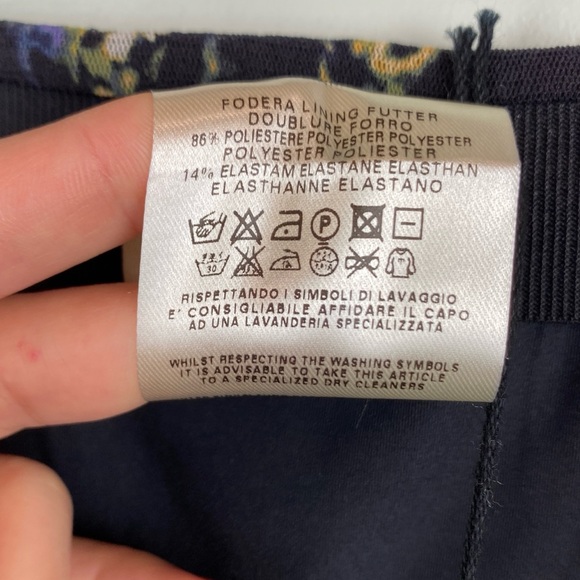 FODERA LINING FUTTER
DOUBLURE FORRO
86% POLIESTERE POLYESTER POLYESTER
POLYESTER POLIESTER
14% ELASTAM ELASTANE ELASTHAN
ELASTHANNE ELASTANO
P
30
RISPETTANDO I SIMBOLI DI LAVAGGIO
E' CONSIGLIABILE AFFIDARE IL CAPO
AD UNA LAVANDERIA SPECIALIZZATA
WHILST RESPECTING THE WASHING SYMBOLS
IT IS ADVISABLE TO TAKE THIS ARTICLE
TO A SPECIALIZED DRY CLEANERS